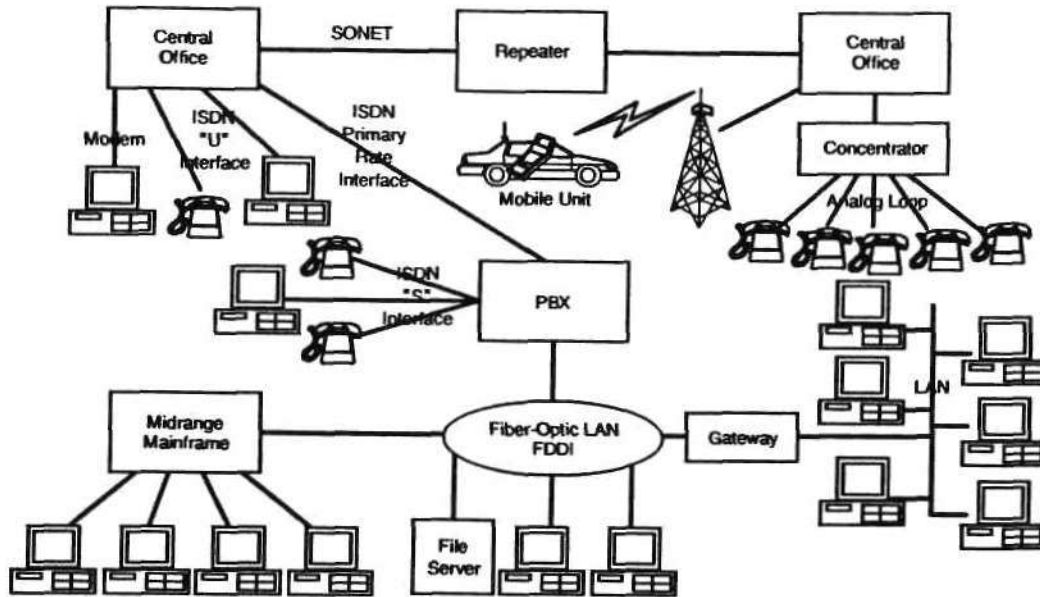 Central
Office
SONET
Repeater
Central
Office
Modem
ISDN
"U"
Interface
ISDN
Primary
Rate
Interface
Mobile Unit
Concentrator
Analog Loop
ISDN
"S"
Interface
PBX
LAN
Midrange
Mainframe
Fiber-Optic LAN
FDDI
Gateway
File
Server